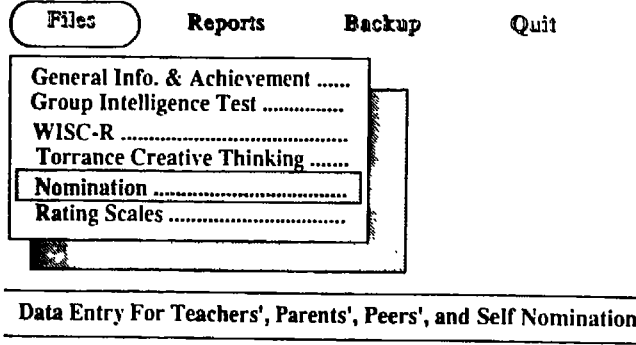 Files Reports Backup Quit
General Info. & Achievement ......
Group Intelligence Test ...............
WISC-R ..........................................
Torrance Creative Thinking .......
Nomination ...................................
Rating Scales ................................
Data Entry For Teachers', Parents', Peers', and Self Nomination